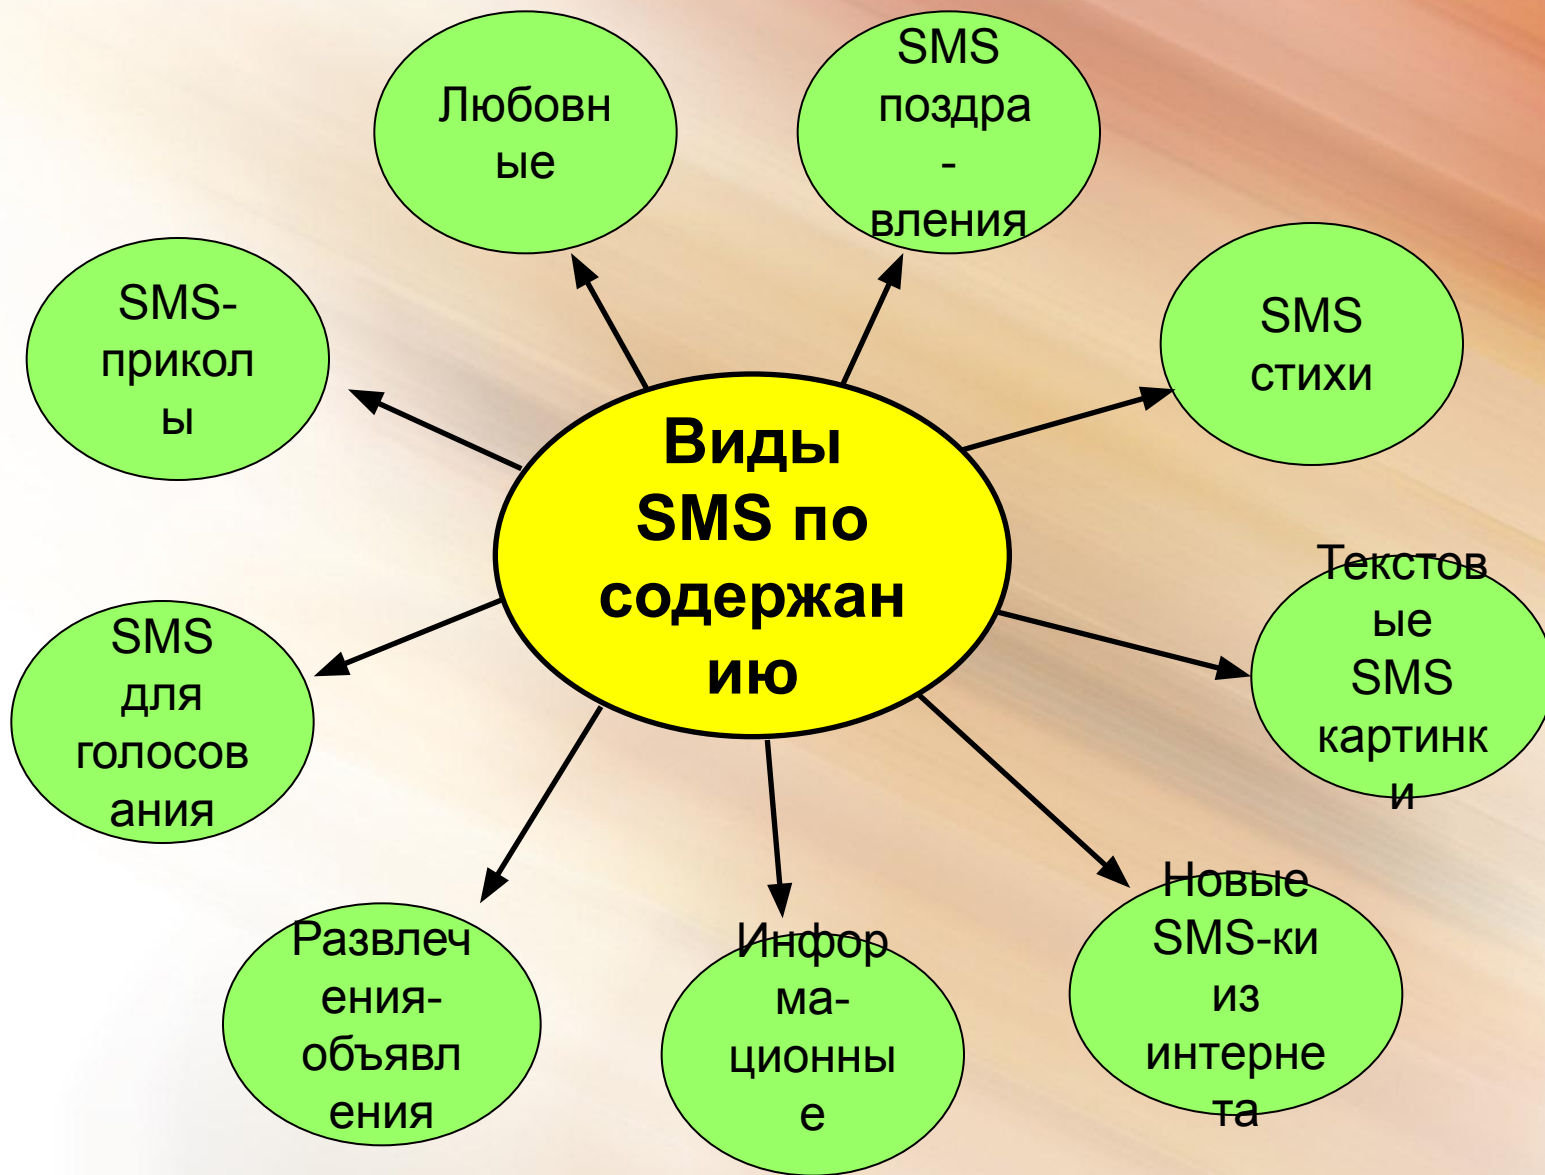 Любовн
ые
SMS
поздра
-
вления
SMS-
прикол
ы
SMS
стихи
Виды
SMS по
содержан
ию
Текстов
ые
SMS
картинк
и
SMS
для
голосов
ания
Развлеч
ения-
объявл
ения
Инфор
ма-
ционны
е
Новые
SMS-ки
из
интерне
та